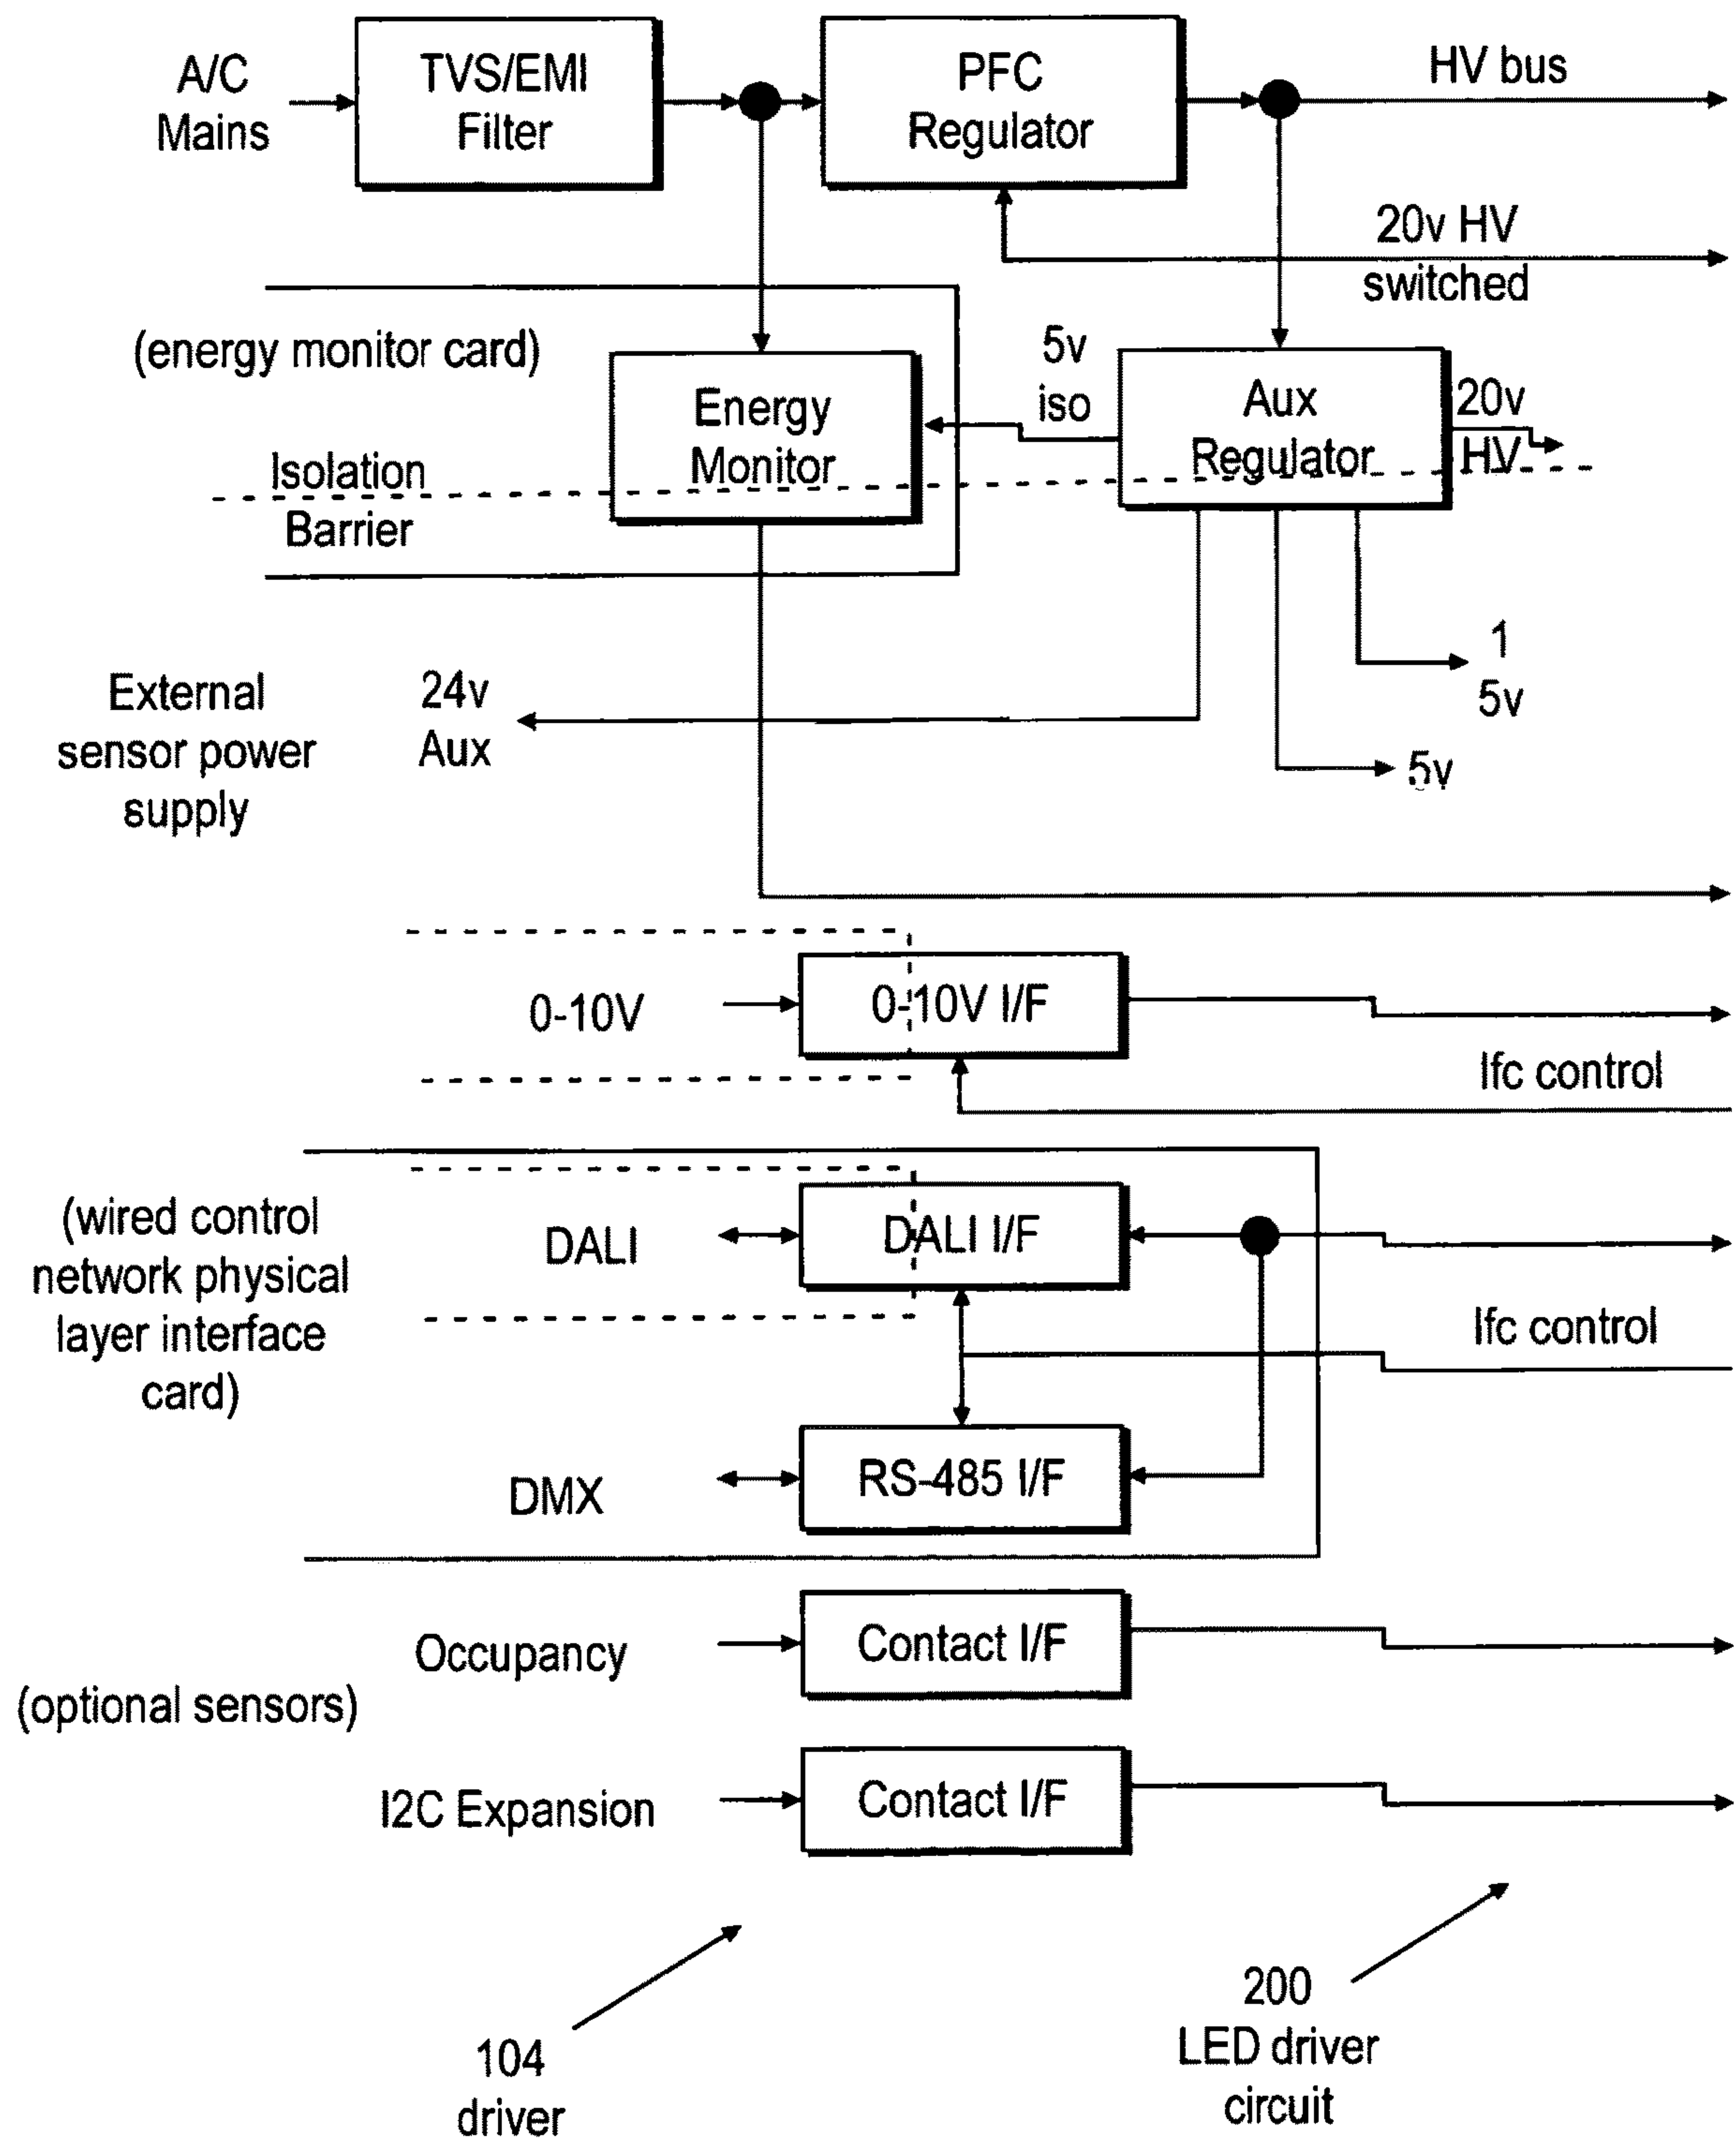 A/C
Mains
TVS/EMI
Filter
PFC
Regulator
HV bus
20v HV
switched
(energy monitor card)
Energy
Monitor
5v
iso
Aux
Regulator
20v
HV
Isolation
Barrier
External
sensor power
supply
24v
Aux
1
5v
5v
0-10V
0-10V I/F
Ifc control
(wired control
network physical
layer interface
card)
DALI
DALI I/F
Ifc control
DMX
RS-485 I/F
Occupancy
Contact I/F
(optional sensors)
I2C Expansion
Contact I/F
104
driver
200
LED driver
circuit